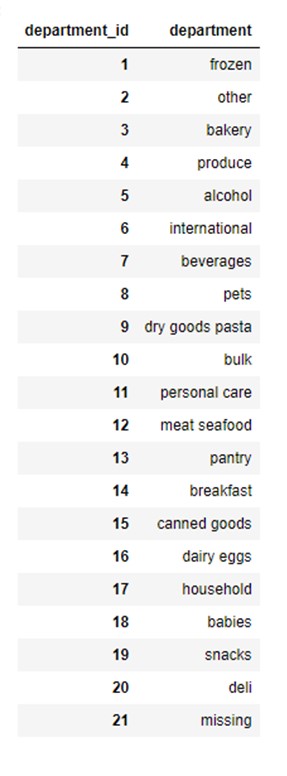 department_id department
1 frozen
2 other
3 bakery
4 produce
5 alcohol
6 international
7 beverages
8 pets
9 dry goods pasta
10 bulk
11 personal care
12 meat seafood
13 pantry
14 breakfast
15 canned goods
16 dairy eggs
17 household
18 babies
19 snacks
20 deli
21 missing